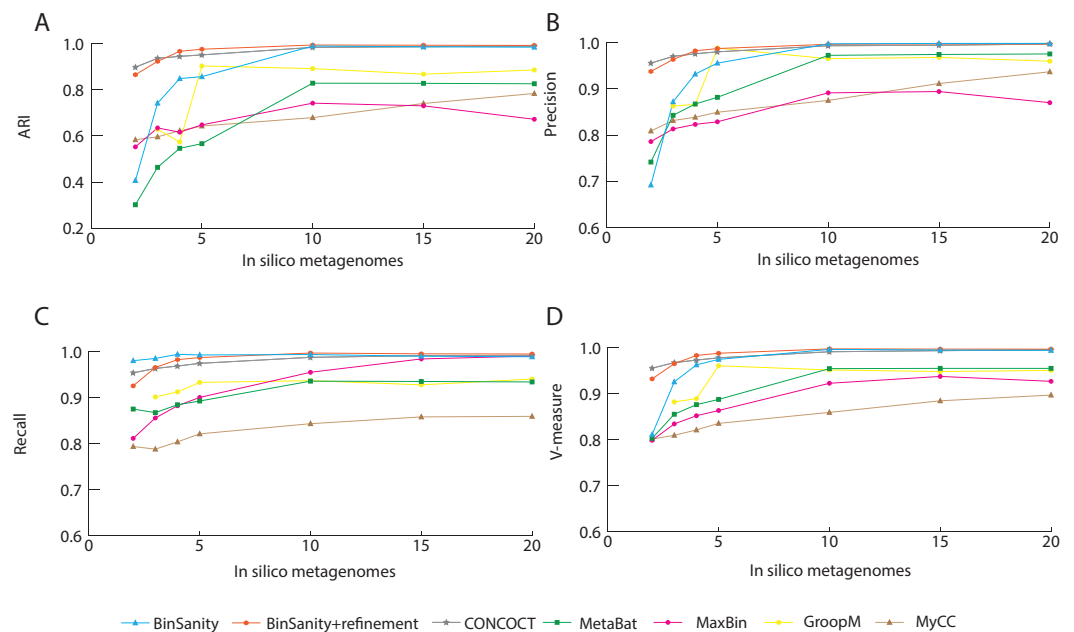 A
1.0
0.8
0.6
0.4
0.2
0
5
10
15
20
ARI
In silico metagenomes
B
1.0
0.9
0.8
0.7
0.6
0
5
10
15
20
Precision
In silico metagenomes
C
1.0
0.9
0.8
0.7
0.6
0
5
10
15
20
Recall
In silico metagenomes
D
1.0
0.9
0.8
0.7
0.6
0
5
10
15
20
V-measure
In silico metagenomes
BinSanity
BinSanity+refinement
CONCOCT
MetaBat
MaxBin
GroopM
MyCC